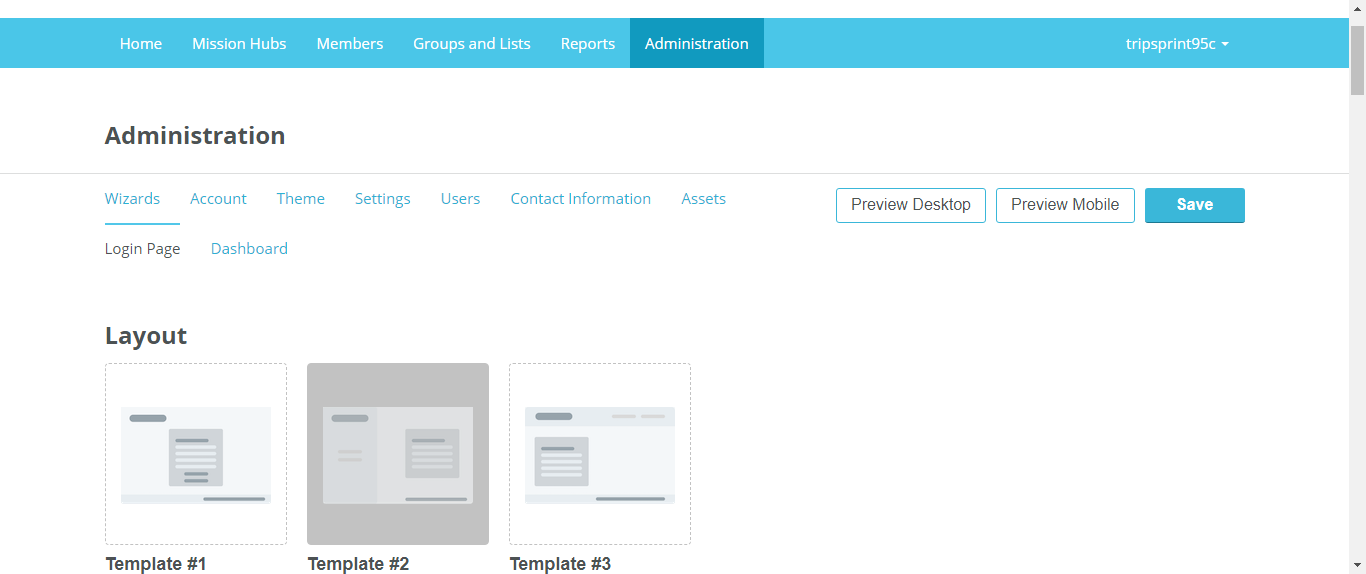 Home Mission Hubs Members Groups and Lists Reports Administration tripsprint95c
Administration
Wizards Account Theme Settings Users Contact Information Assets Preview Desktop Preview Mobile Save
Login Page Dashboard
Layout
Template #1 Template #2 Template #3